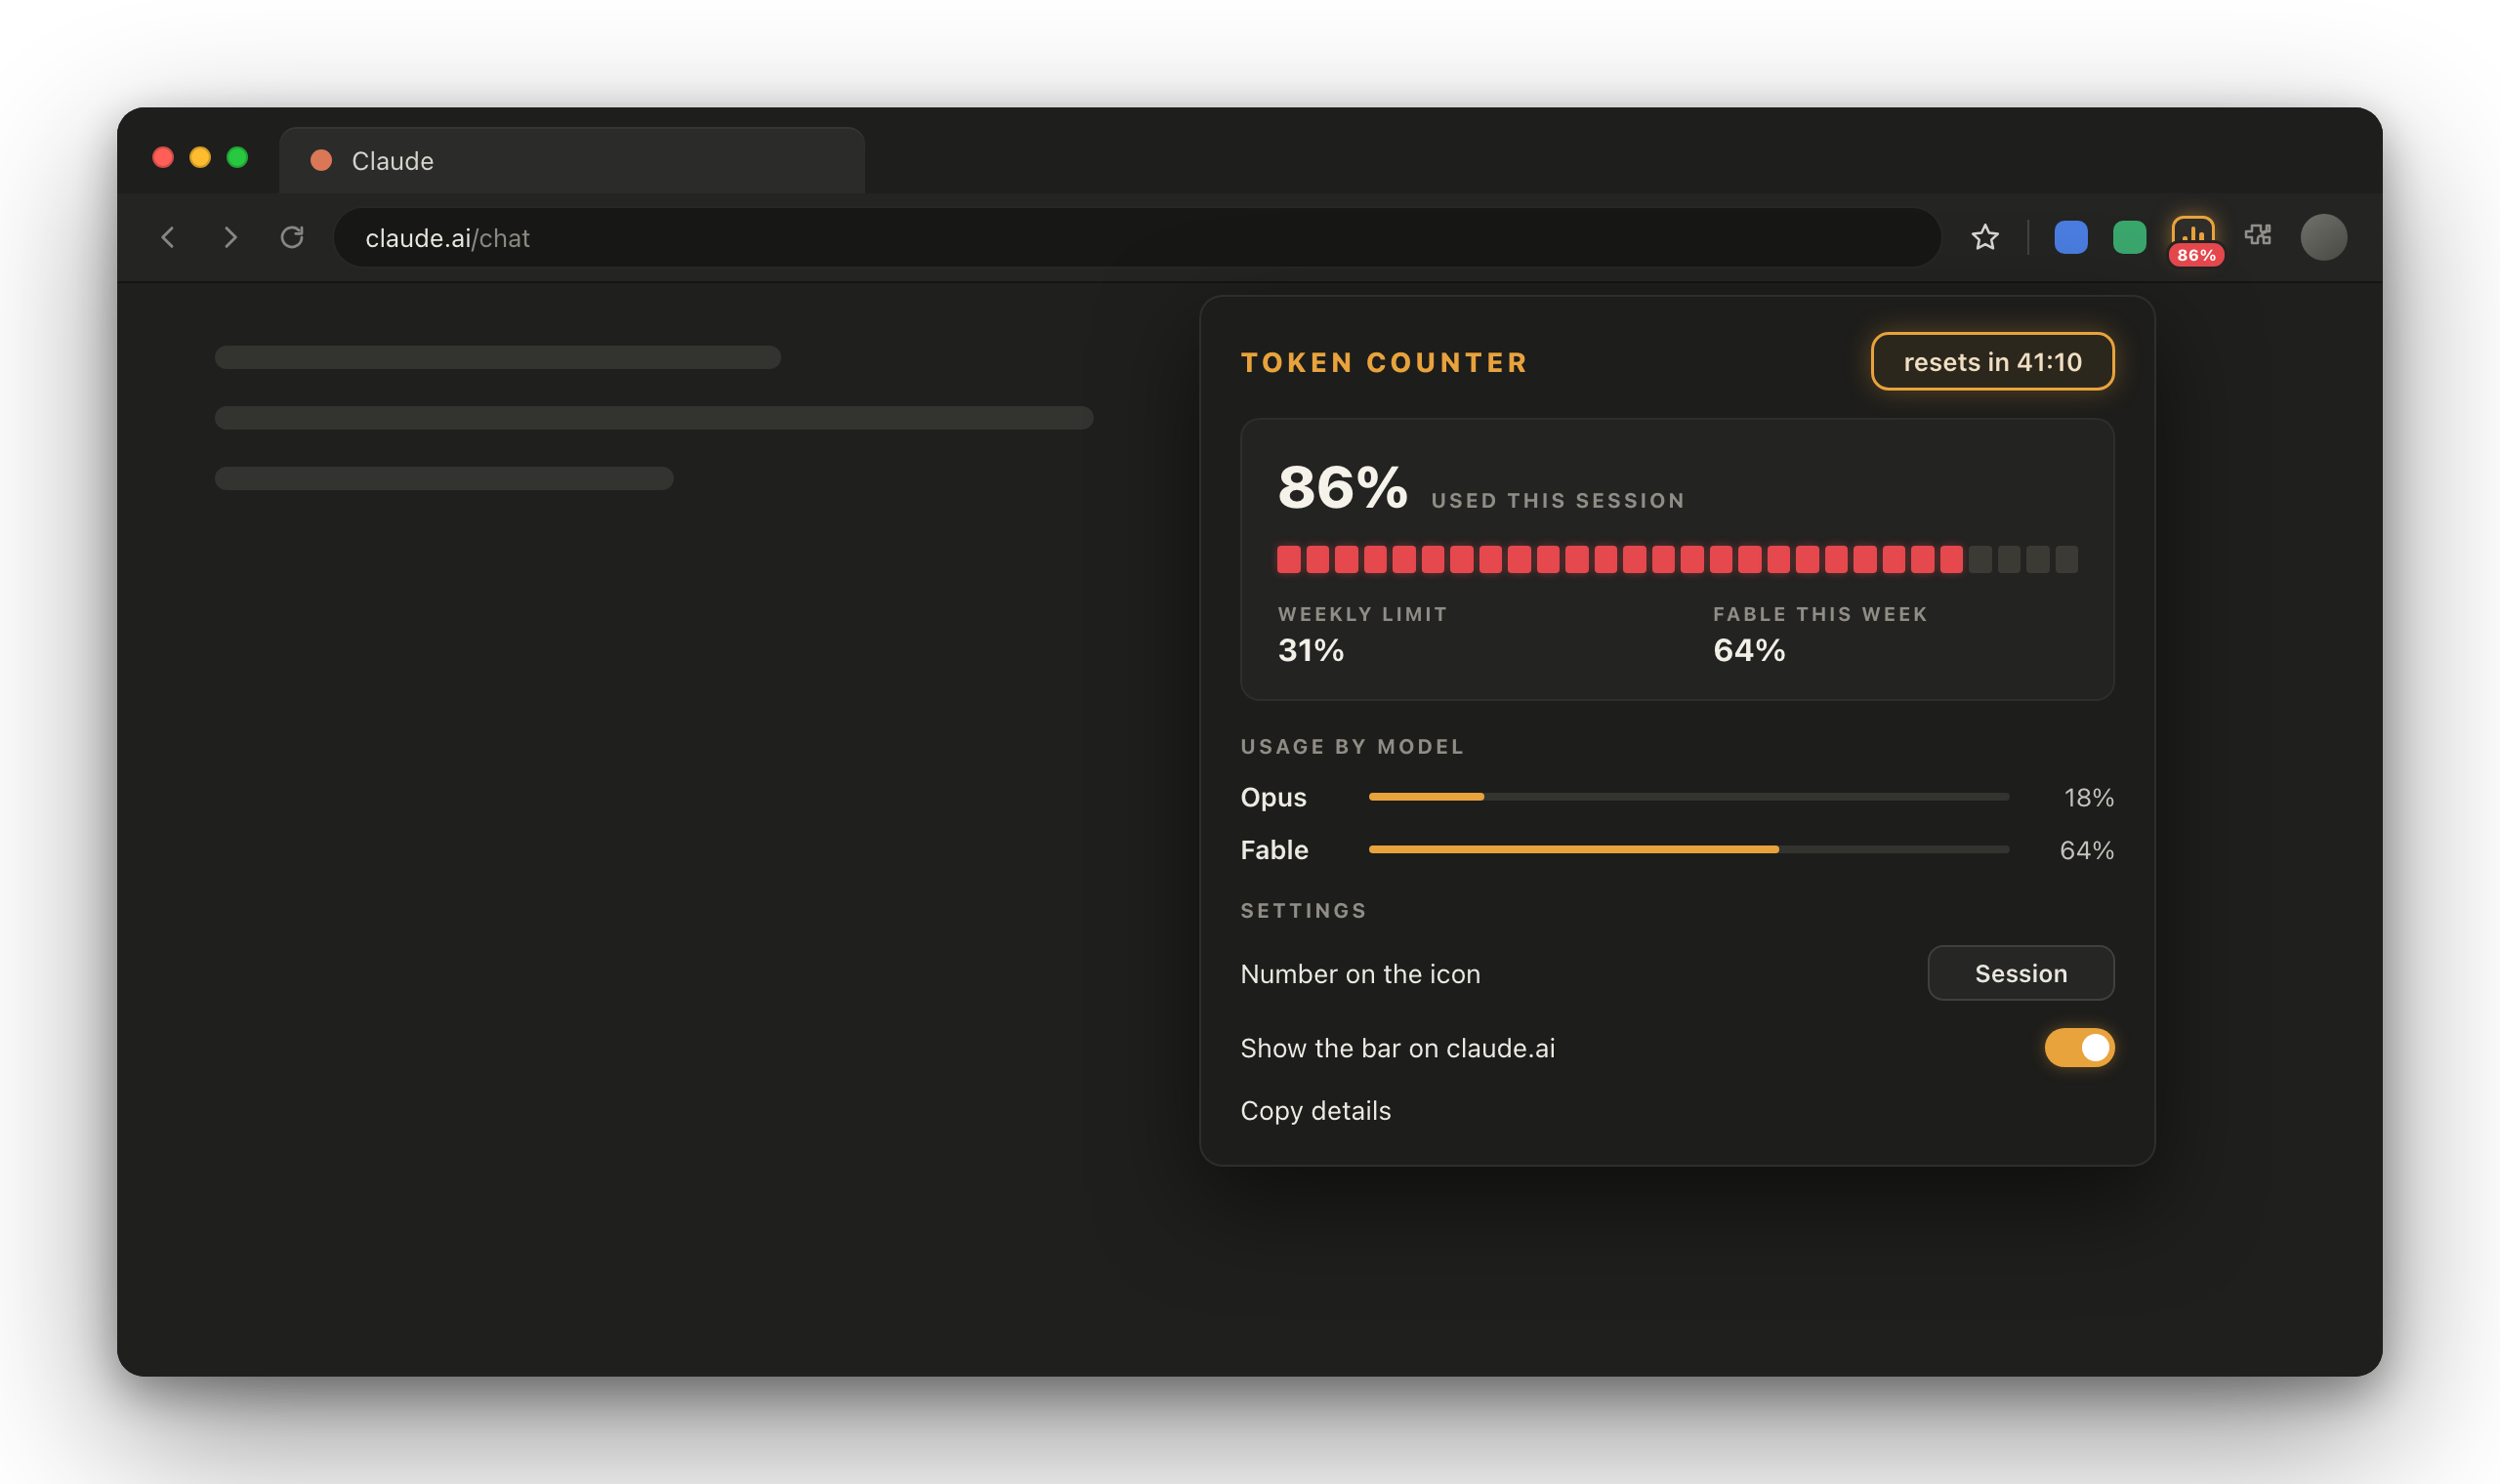 Claude
claude.ai/chat
86%
TOKEN COUNTER
resets in 41:10
86% USED THIS SESSION
WEEKLY LIMIT
FABLE THIS WEEK
31%
64%
USAGE BY MODEL
Opus
18%
Fable
64%
SETTINGS
Number on the icon
Session
Show the bar on claude.ai
Copy details